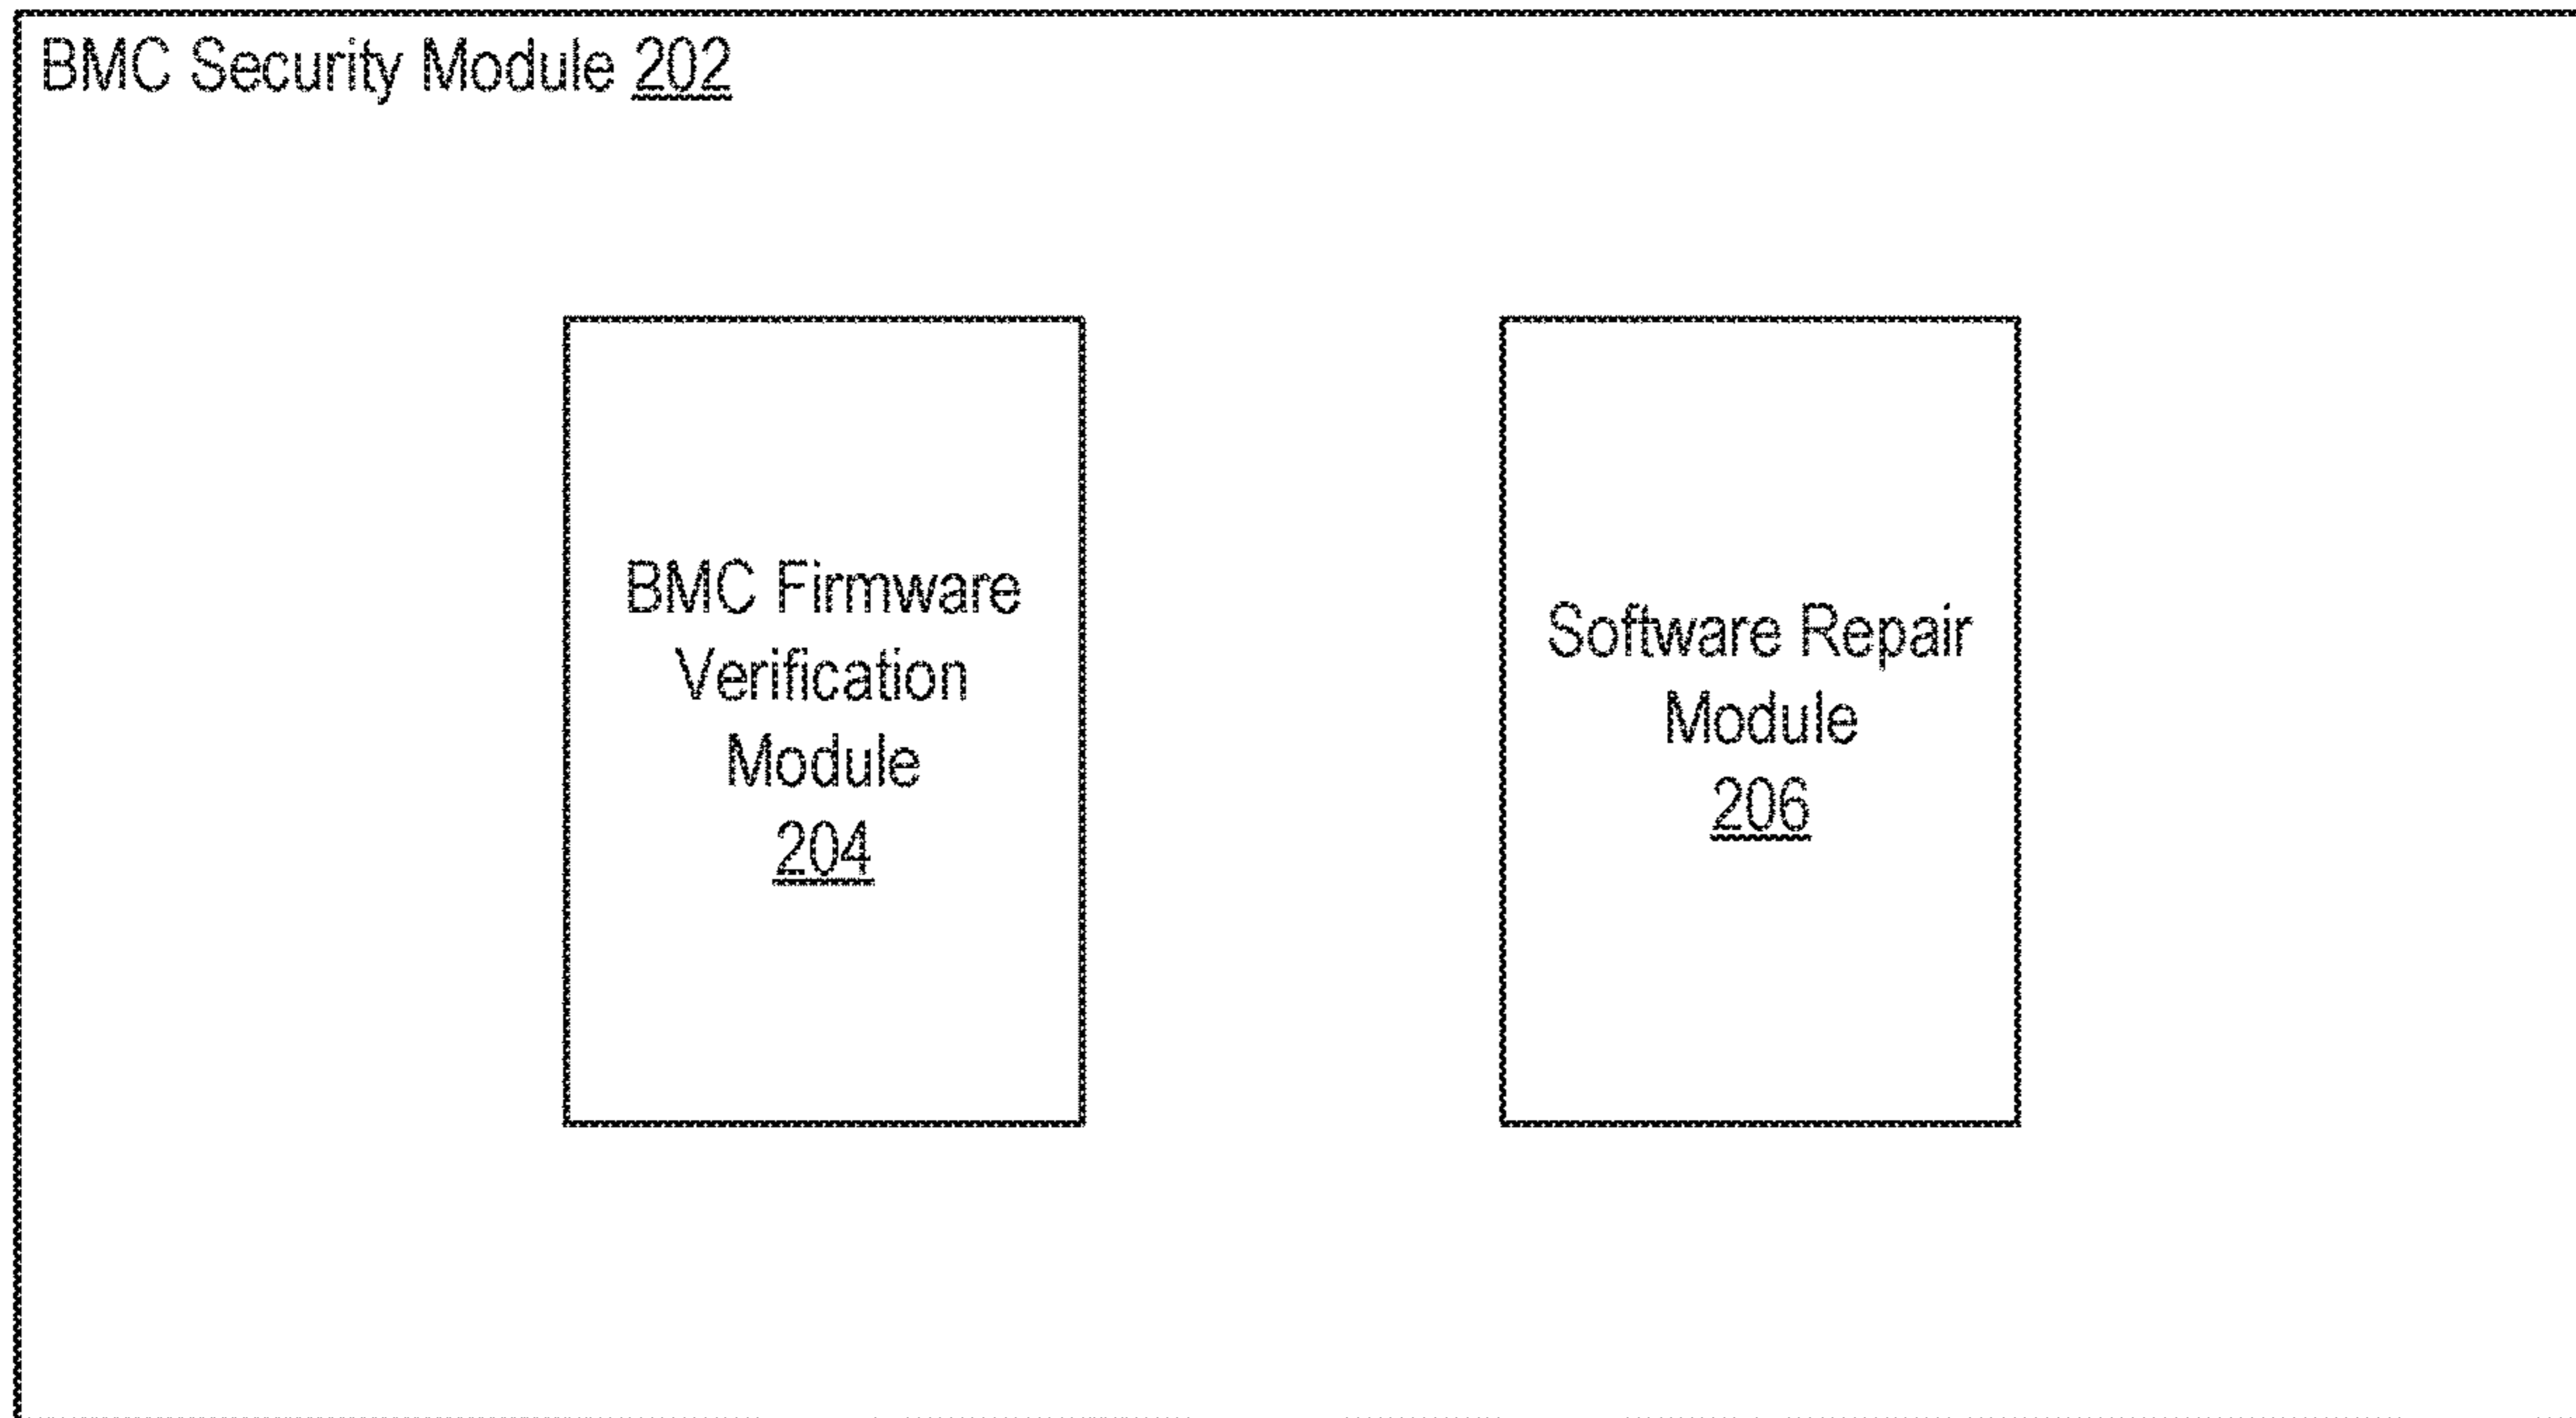 BMC Security Module 202
BMC Firmware
Verification
Module
204
Software Repair
Module
206